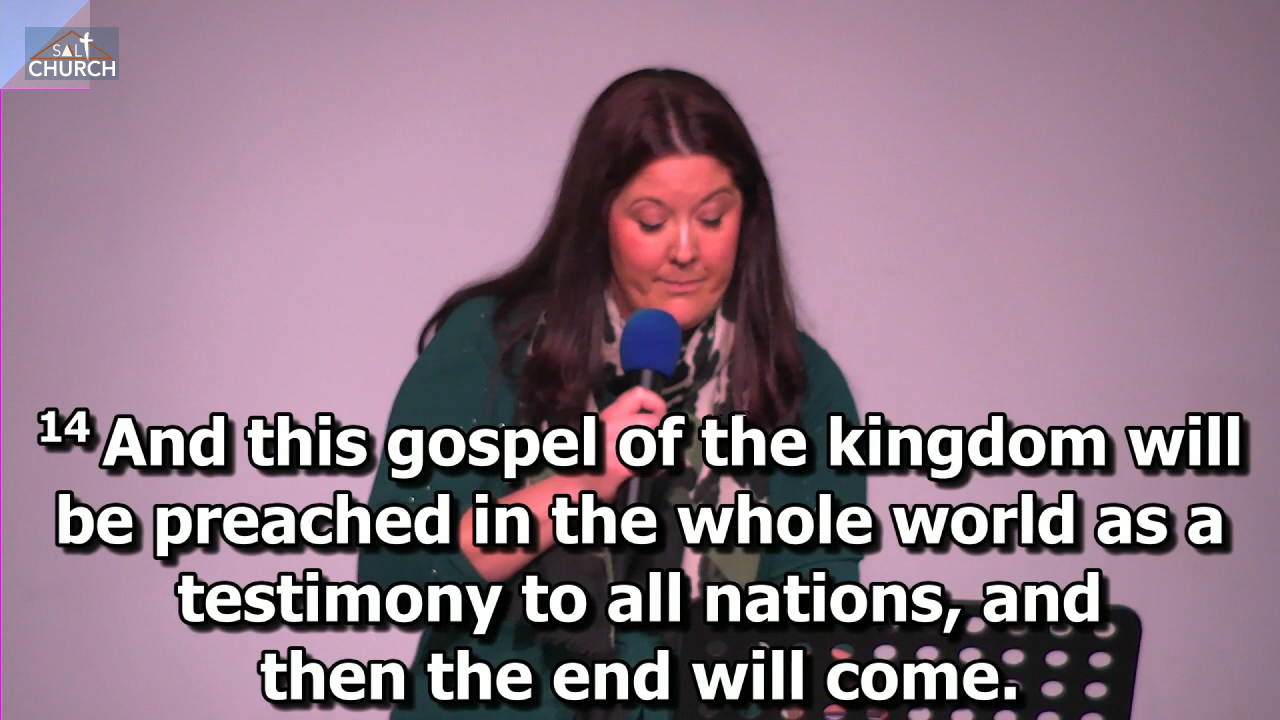 SALT
CHURCH
14 And this gospel of the kingdom will
be preached in the whole world as a
testimony to all nations, and
then the end will come.